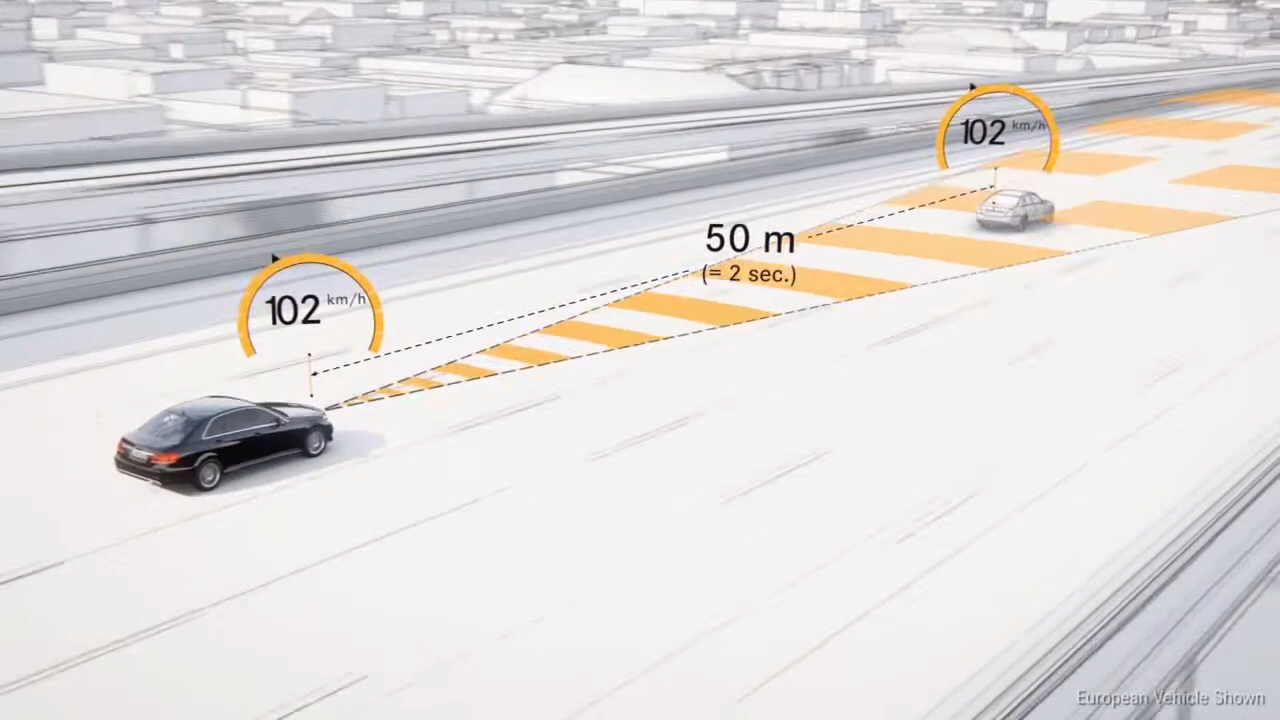 102 km/h
50 m
(= 2 sec.)
102 km/h
European Vehicle Shown